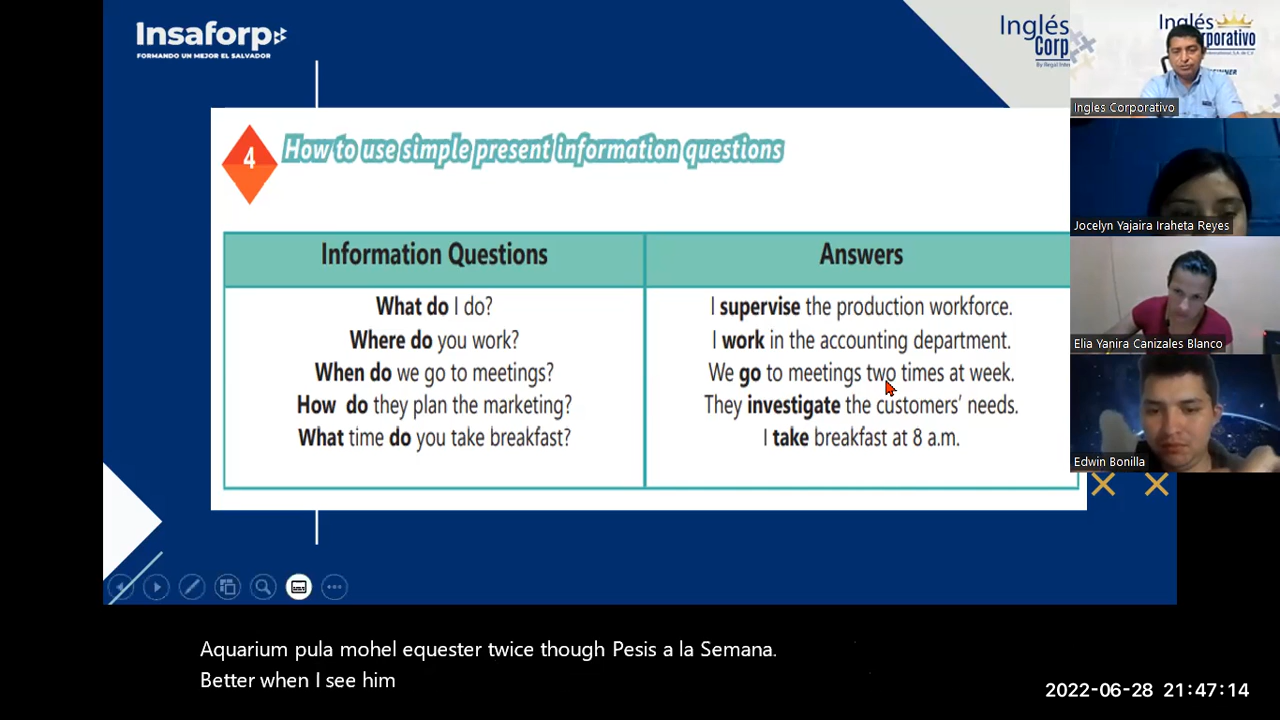 Insaforp
FORMANDO UN MEJOR EL SALVADOR
Inglés
Corp
Inglés
orporativo
Ingles Corporativo
4
How to use simple present information questions
Information Questions
Answers
What do I do?
I supervise the production workforce.
Where do you work?
I work in the accounting department.
When do we go to meetings?
We go to meetings two times at week.
How do they plan the marketing?
They investigate the customers' needs.
What time do you take breakfast?
I take breakfast at 8 a.m.
Jocelyn Yajaira Iraheta Reyes
Elia Yanira Canizales Blanco
Edwin Bonilla
Aquarium pula mohel equester twice though Pesis a la Semana.
Better when I see him
2022-06-28 21:47:14